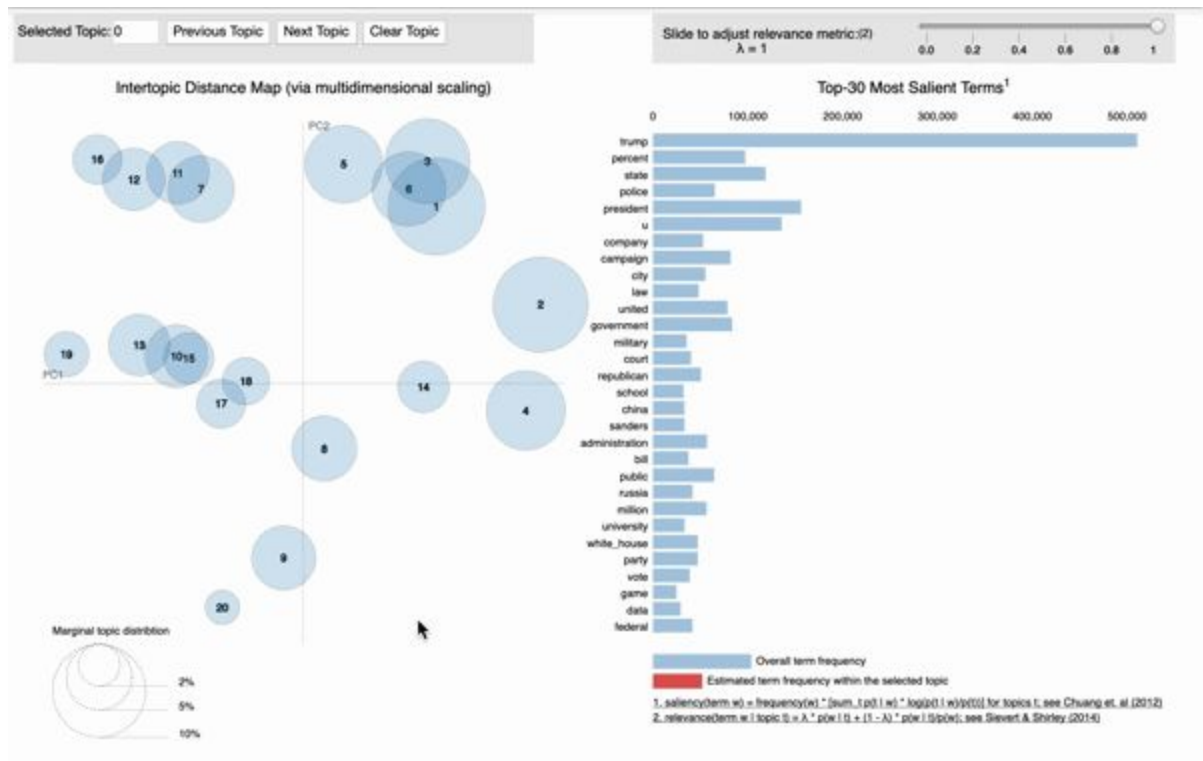 Selected Topic: 0 Previous Topic Next Topic Clear Topic
Slide to adjust relevance metric:(2)
λ = 1
0.0 0.2 0.4 0.6 0.8 1
Intertopic Distance Map (via multidimensional scaling)
PC2
PC1
1
2
3
4
5
6
7
8
9
10
11
12
13
14
15
16
17
18
19
20
Marginal topic distribtion
2%
5%
10%
Top-30 Most Salient Terms1
0 100,000 200,000 300,000 400,000 500,000
trump
percent
state
police
president
u
company
campaign
city
law
united
government
military
court
republican
school
china
sanders
administration
bill
public
russia
million
university
white_house
party
vote
game
data
federal
Overall term frequency
Estimated term frequency within the selected topic
1. saliency(term w) = frequency(w) * [sum_t p(t | w) * log(p(t | w)/p(t))] for topics t; see Chuang et. al (2012)
2. relevance(term w | topic t) = λ * p(w | t) + (1 - λ) * p(w | t)/p(w); see Sievert & Shirley (2014)